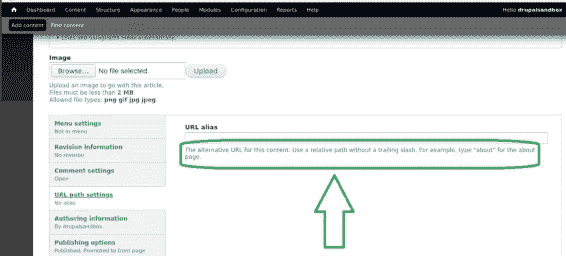 Dashboard Content Structure Appearance People Modules Configuration Reports Help Hello drupalsandbox
Add content Find content
Image
Browse... No file selected. Upload
Upload an image to go with this article.
Files must be less than 2 MB.
Allowed file types: png gif jpg jpeg.
Menu settings
Not in menu
Revision information
No revision
Comment settings
Open
URL path settings
No alias
Authoring information
By drupalsandbox
Publishing options
Published, Promoted to front page
URL alias
The alternative URL for this content. Use a relative path without a trailing slash. For example, type "about" for the about
page.